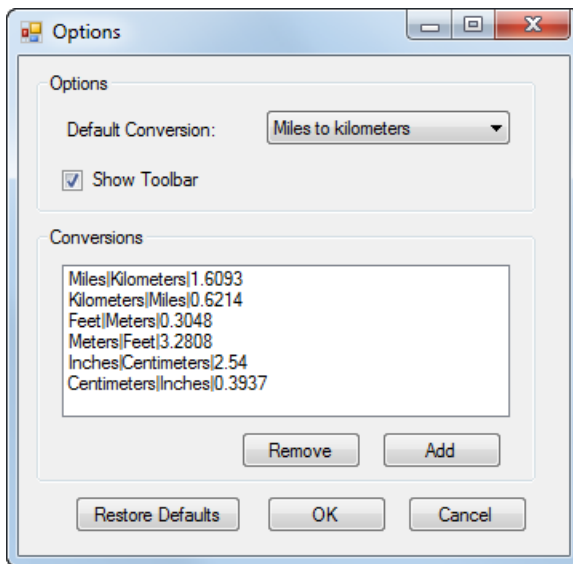 Options
Options
Default Conversion: Miles to kilometers
Show Toolbar
Conversions
Miles|Kilometers|1.6093
Kilometers|Miles|0.6214
Feet|Meters|0.3048
Meters|Feet|3.2808
Inches|Centimeters|2.54
Centimeters|Inches|0.3937
Remove Add
Restore Defaults OK Cancel